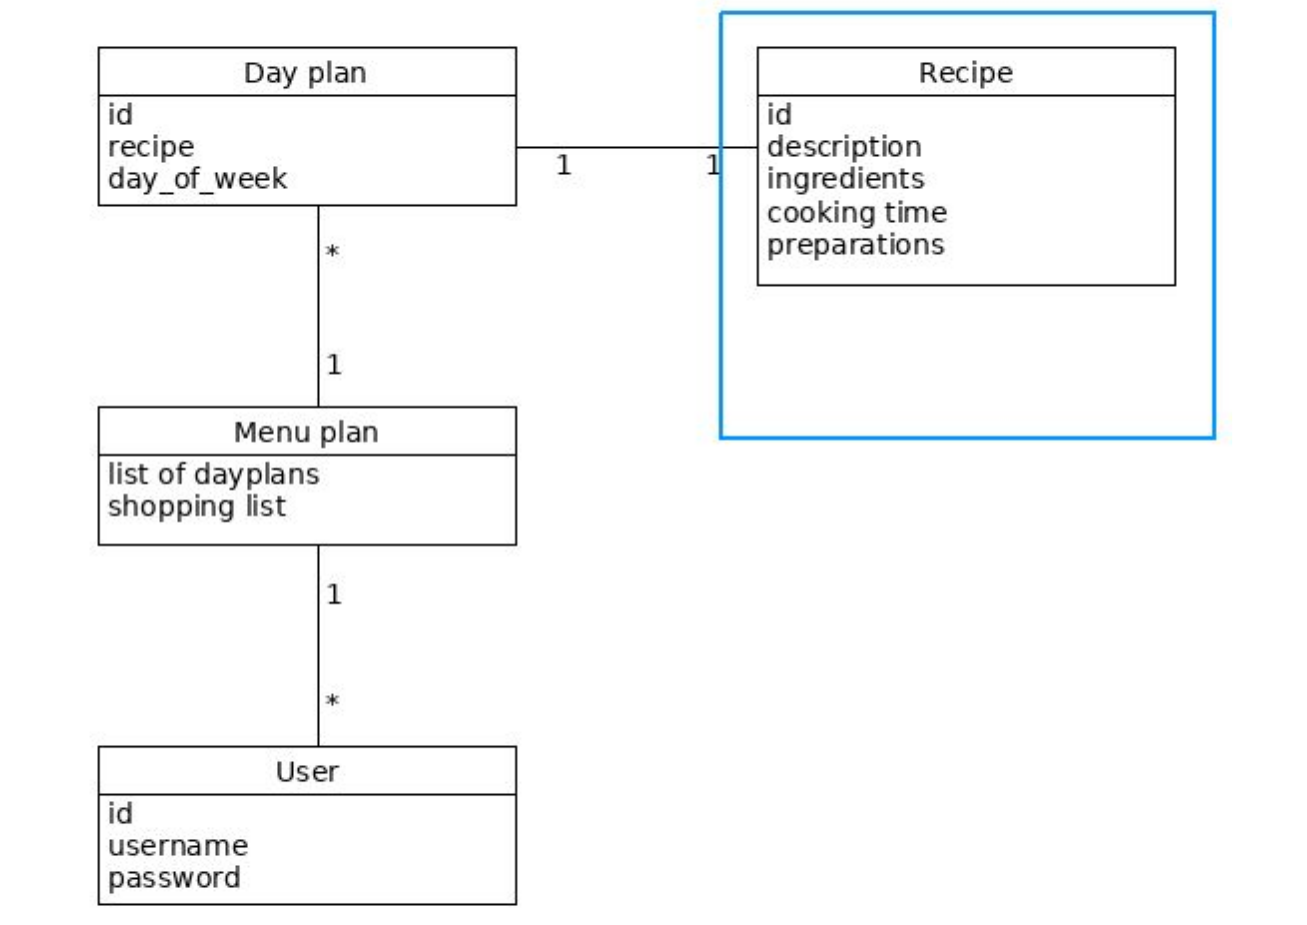 Day plan
id
recipe
day_of_week
1
1
Recipe
id
description
ingredients
cooking time
preparations
*
1
Menu plan
list of dayplans
shopping list
1
*
User
id
username
password